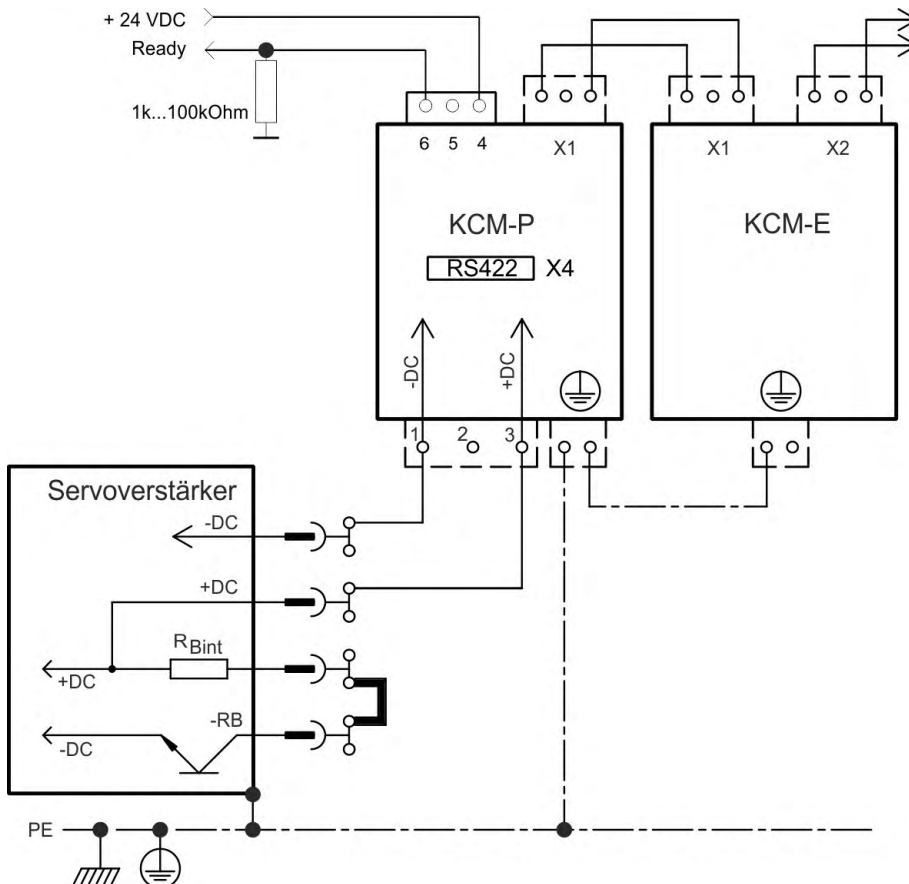 + 24 VDC
Ready
1k...100kOhm
6 5 4
X1
X1
X2
KCM-P
KCM-E
RS422 X4
-DC
+DC
1 2 3
Servoverstärker
-DC
+DC
RBint
+DC
-RB
-DC
PE